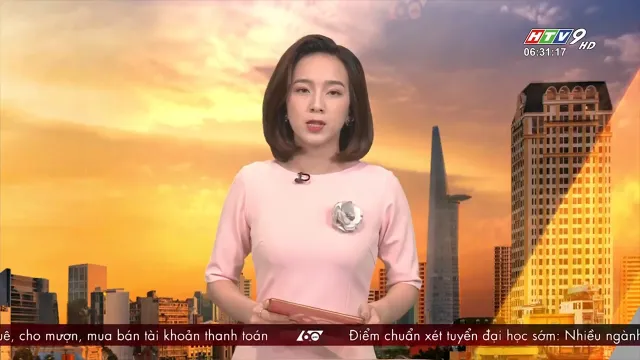 HTV9 HD
06:31:17
uê, cho mượn, mua bán tài khoản thanh toán 60 Điểm chuẩn xét tuyển đại học sớm: Nhiều ngành